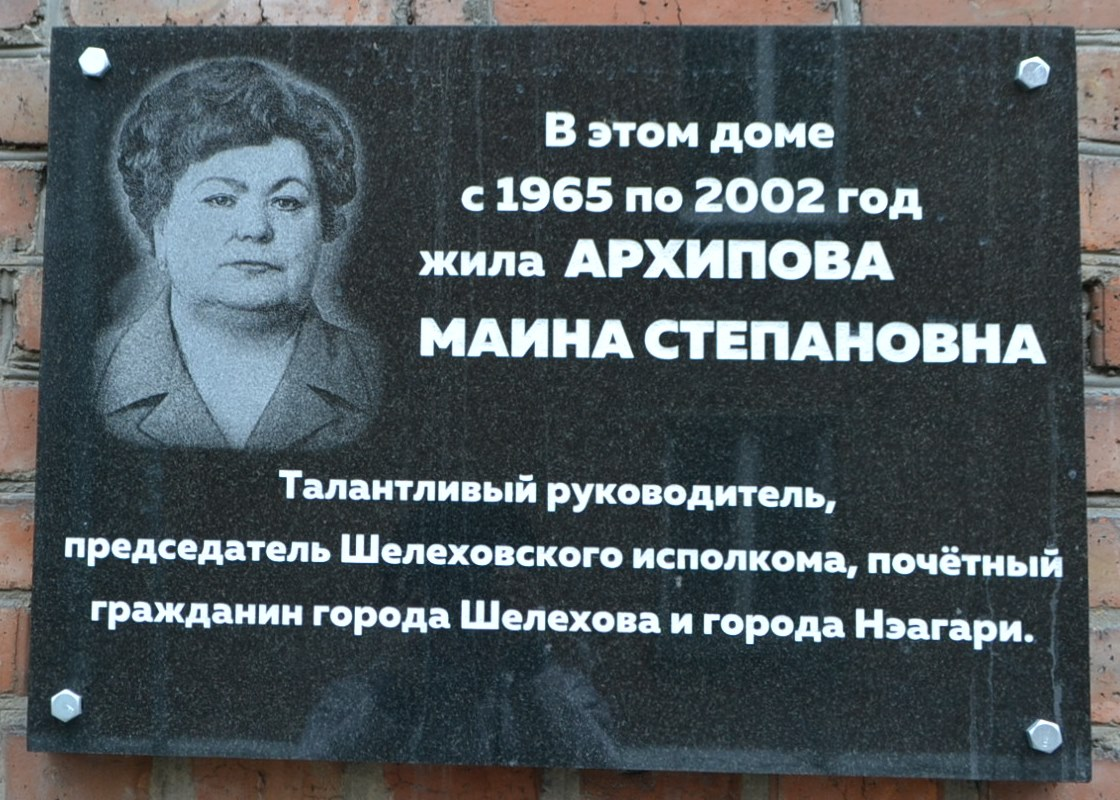 В этом доме
с 1965 по 2002 год
жила АРХИПОВА
МАИНА СТЕПАНОВНА
Талантливый руководитель,
председатель Шелеховского исполкома, почётный
гражданин города Шелехова и города Нэагари.